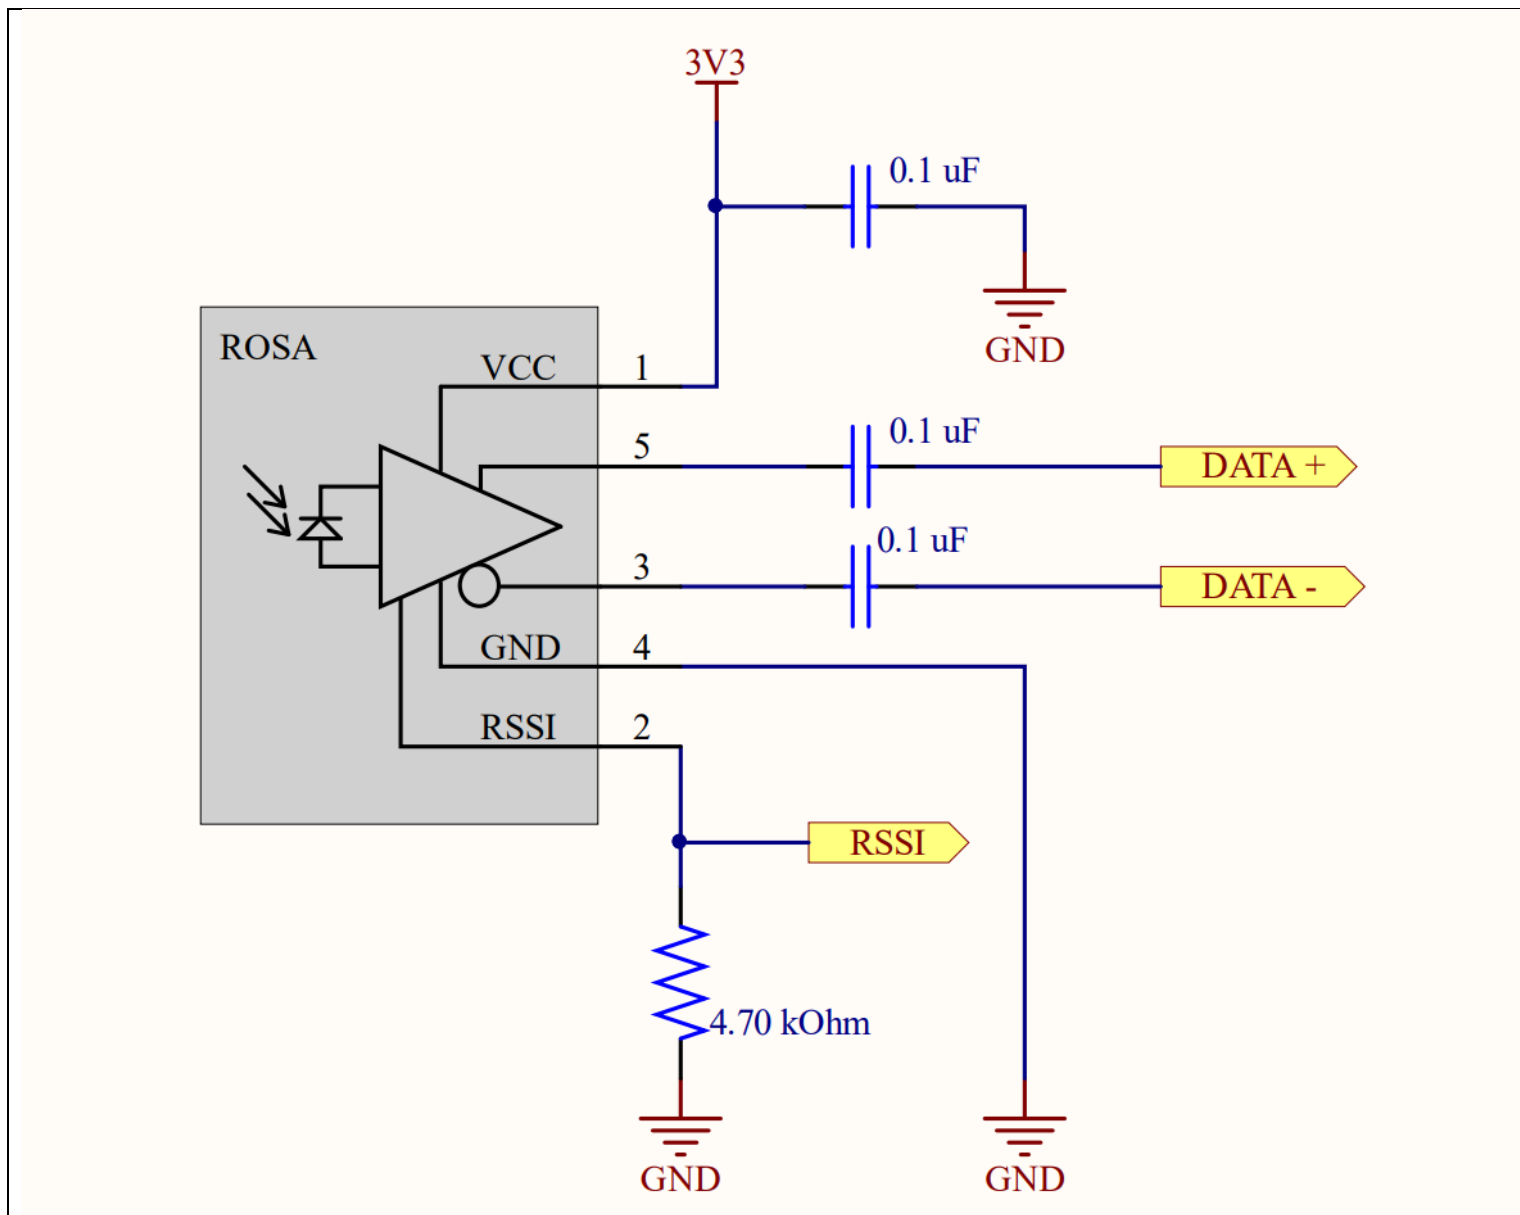 3V3
0.1 uF
GND
ROSA
VCC 1
5 0.1 uF DATA +
0.1 uF
3 DATA -
GND 4
RSSI 2
RSSI
4.70 kOhm
GND GND